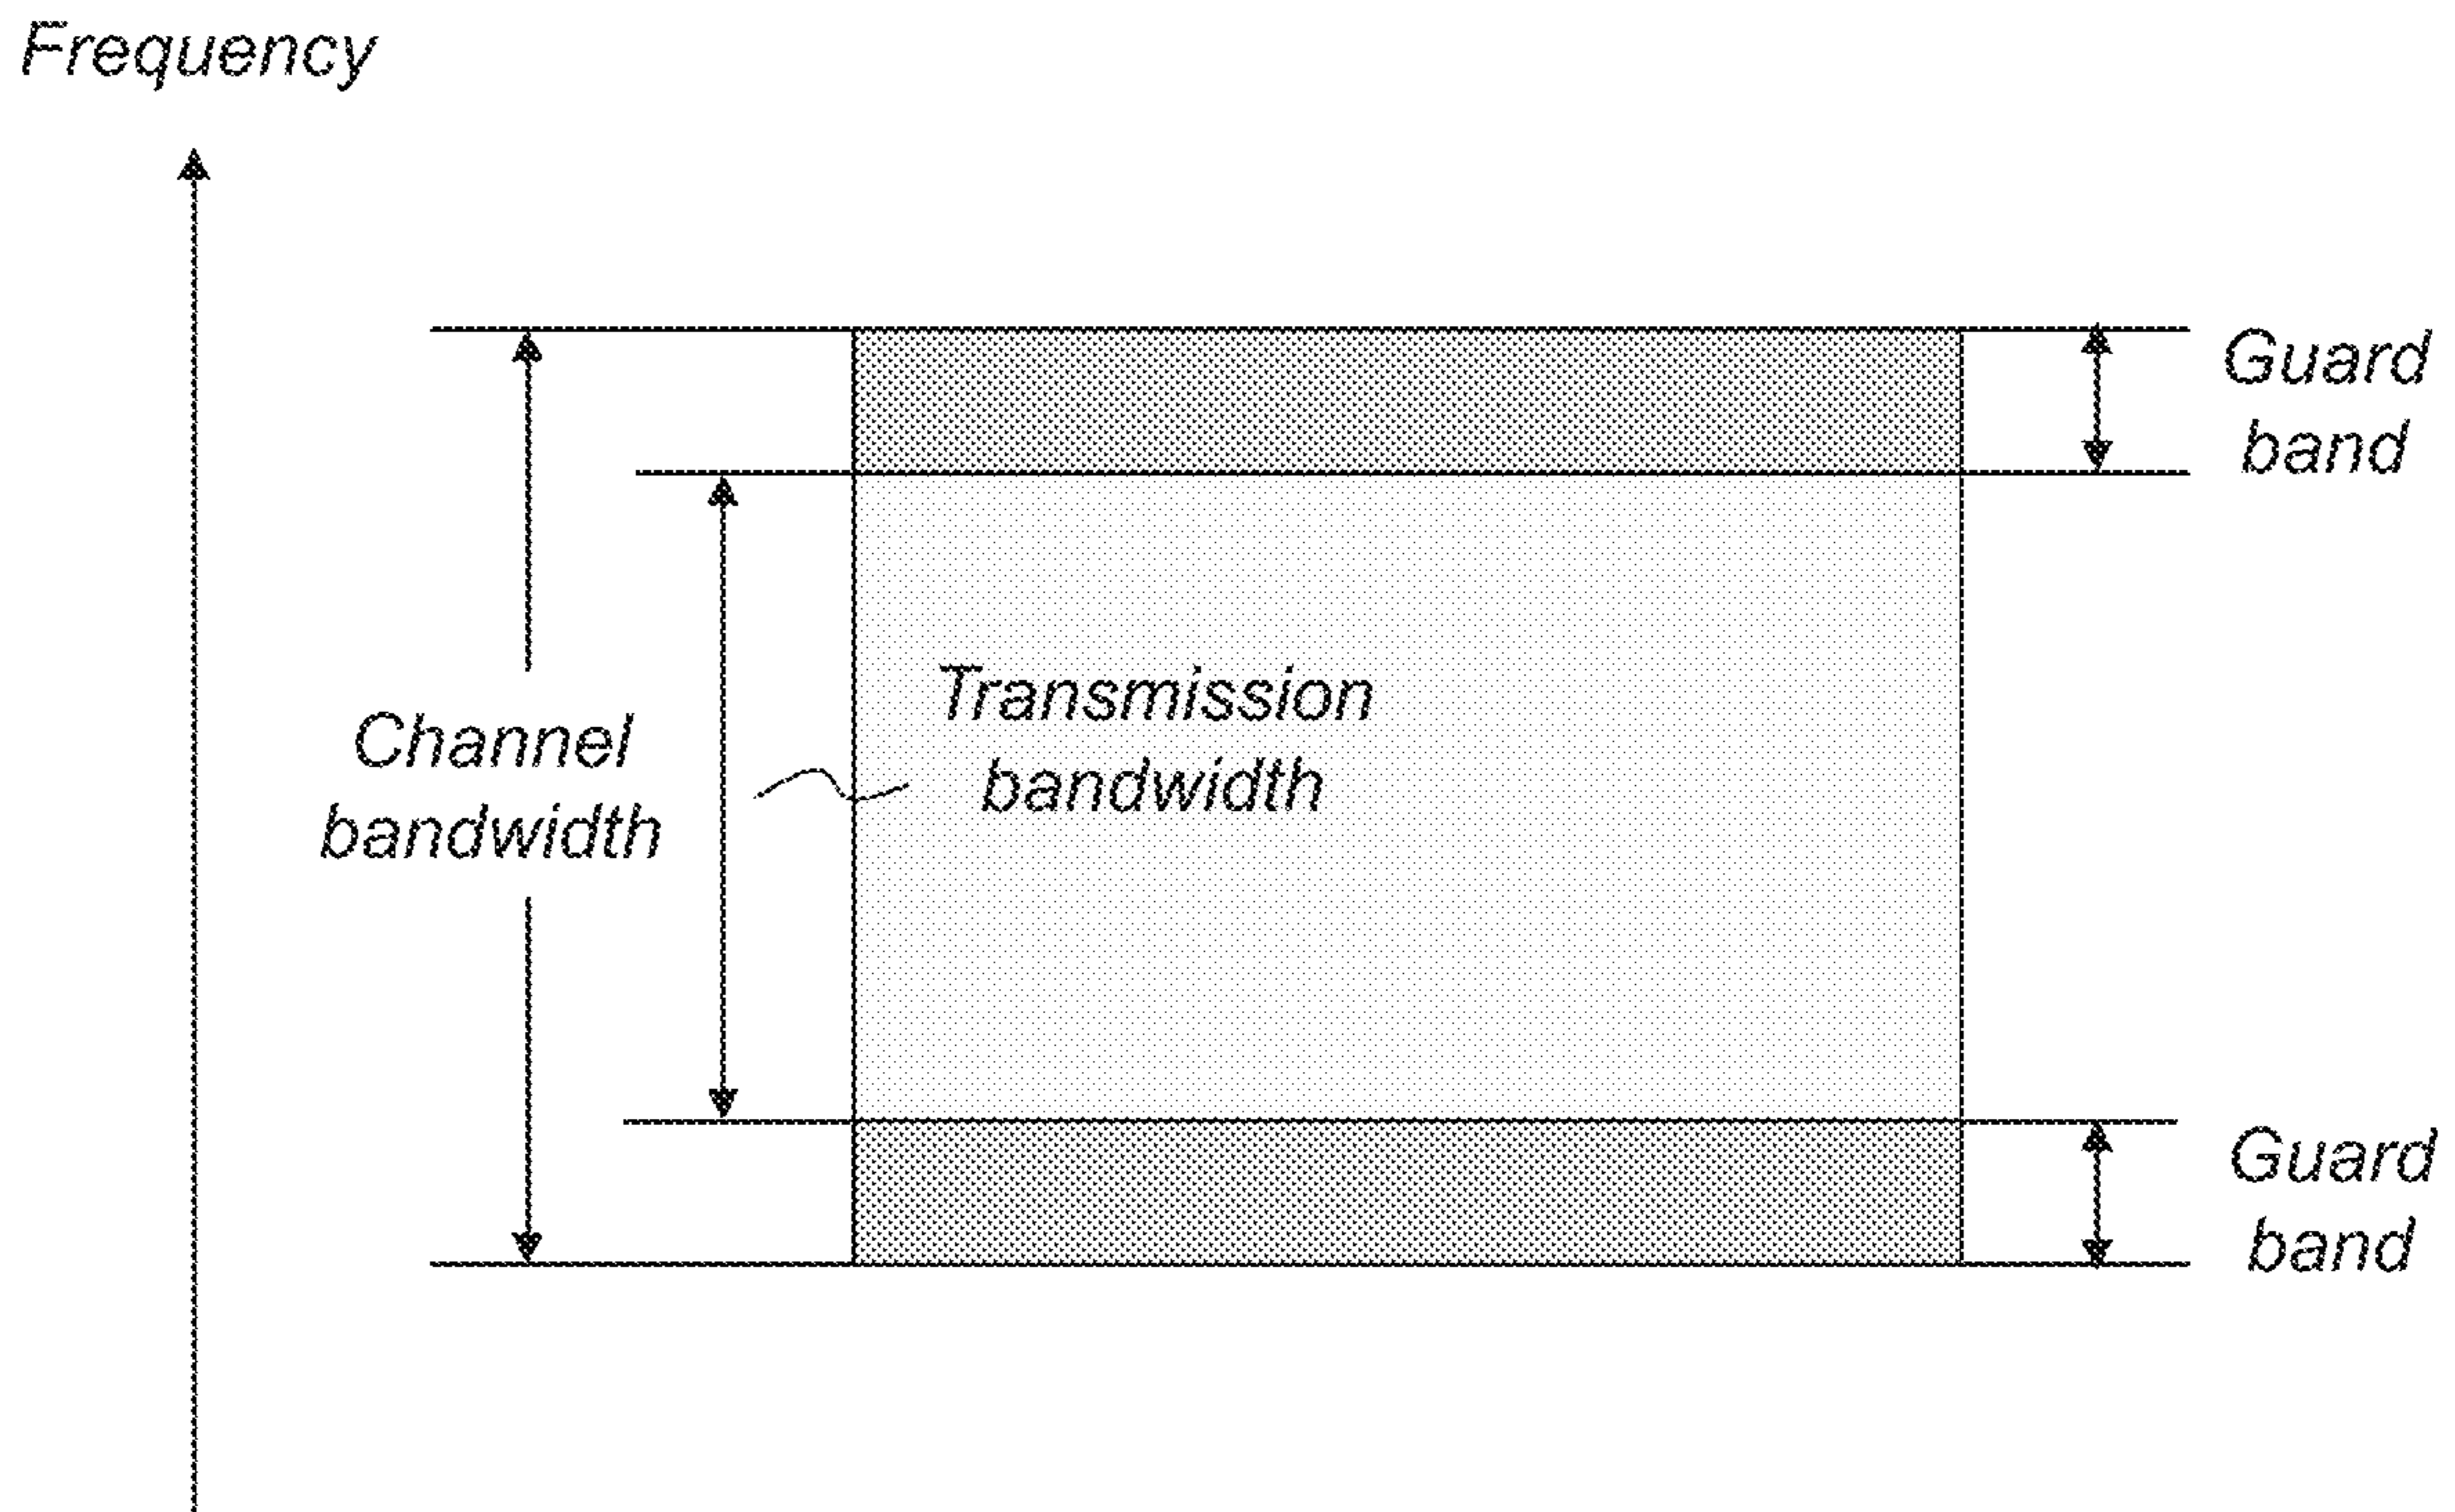 Frequency
Guard
band
Transmission
bandwidth
Channel
bandwidth
Guard
band